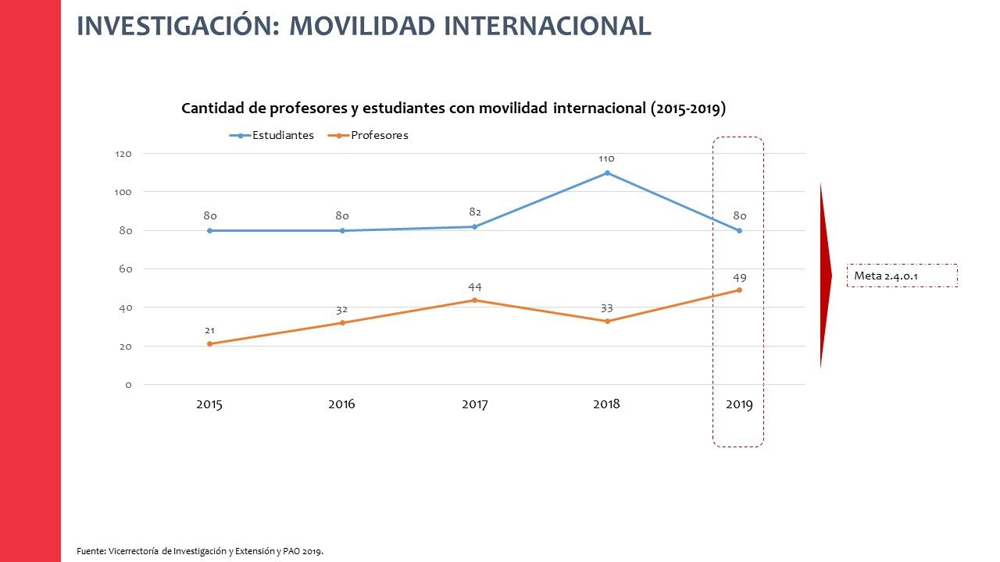 INVESTIGACIÓN: MOVILIDAD INTERNACIONAL
Cantidad de profesores y estudiantes con movilidad internacional (2015-2019)
Estudiantes Profesores
120
110
100
80 80 82 80
80
60
49
44
40
32 33
21
20
0
2015 2016 2017 2018 2019
Meta 2.4.0.1
Fuente: Vicerrectoría de Investigación y Extensión y PAO 2019.